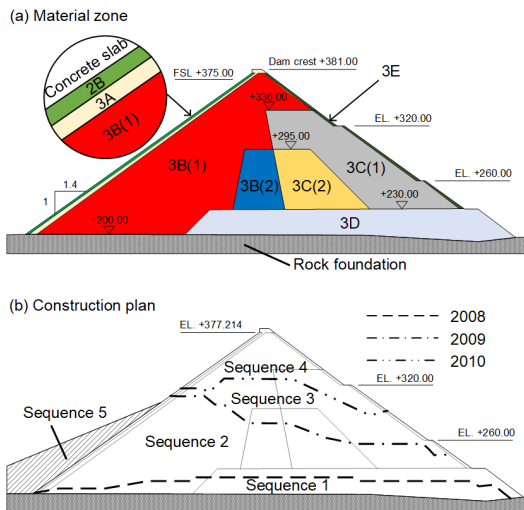 (a) Material zone
Concrete slab
2B
3A
3B(1)
FSL +375.00
Dam crest +381.00
3E
+336.00
EL. +320.00
+295.00
3B(1)
3B(2)
3C(2)
3C(1)
EL. +260.00
1.4
1
+200.00
+230.00
3D
Rock foundation
(b) Construction plan
2008
2009
2010
EL. +377.214
Sequence 4
EL. +320.00
Sequence 3
Sequence 5
Sequence 2
EL. +260.00
Sequence 1